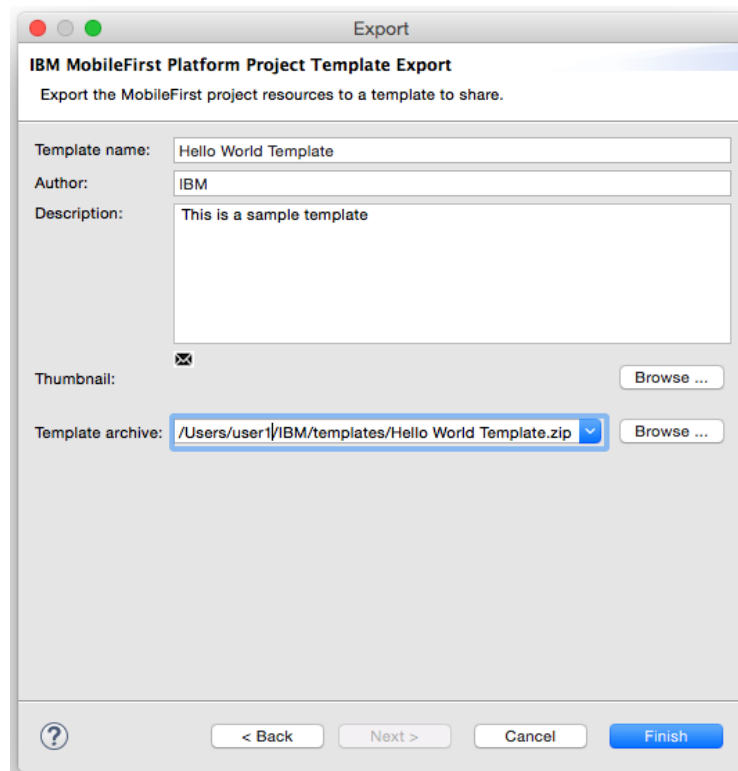 Export
IBM MobileFirst Platform Project Template Export
Export the MobileFirst project resources to a template to share.
Template name: Hello World Template
Author: IBM
Description: This is a sample template
Thumbnail: Browse ...
Template archive: /Users/user1/IBM/templates/Hello World Template.zip Browse ...
? < Back Next > Cancel Finish